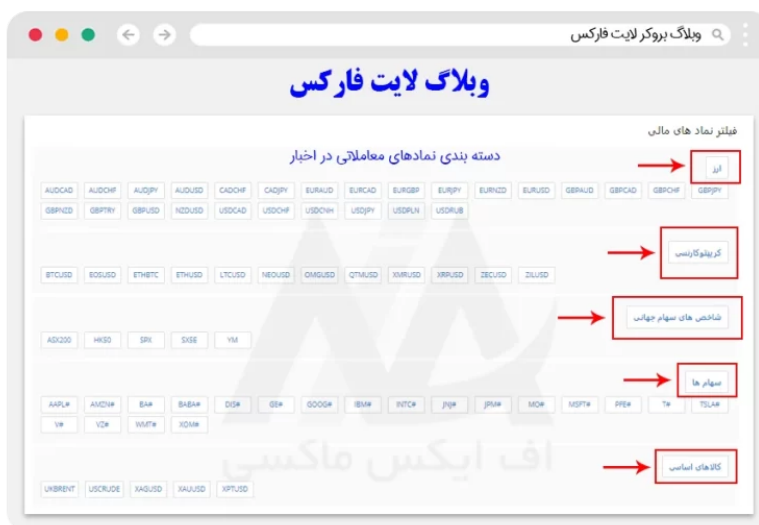 وبلاگ بروکر لایت فارکس
وبلاگ لایت فارکس
فیلتر نماد های مالی
دسته بندی نمادهای معاملاتی در اخبار
ارز
AUDCAD AUDCHF AUDJPY AUDUSD CADCHF CADJPY EURAUD EURCAD EURGBP EURJPY EURNZD EURUSD GBPAUD GBPCAD GBPCHF GBPJPY
GBPNZD GBPTRY GBPUSD NZDUSD USDCAD USDCHF USDCNH USDJPY USDPLN USDRUB
کریپتوکارنسی
BTCUSD EOSUSD ETHBTC ETHUSD LTCUSD NEOUSD OMGUSD QTMUSD XMRUSD XRPUSD ZECUSD ZILUSD
شاخص های سهام جهانی
ASX200 HK50 SPX SX5E YM
سهام ها
AAPL# AMZN# BA# BABA# DIS# GE# GOOG# IBM# INTC# JNJ# JPM# MO# MSFT# PFE# T# TSLA#
V# VZ# WMT# XOM#
کالاهای اساسی
UKBRENT USCRUDE XAGUSD XAUUSD XPTUSD
اف ایکس ماکسی